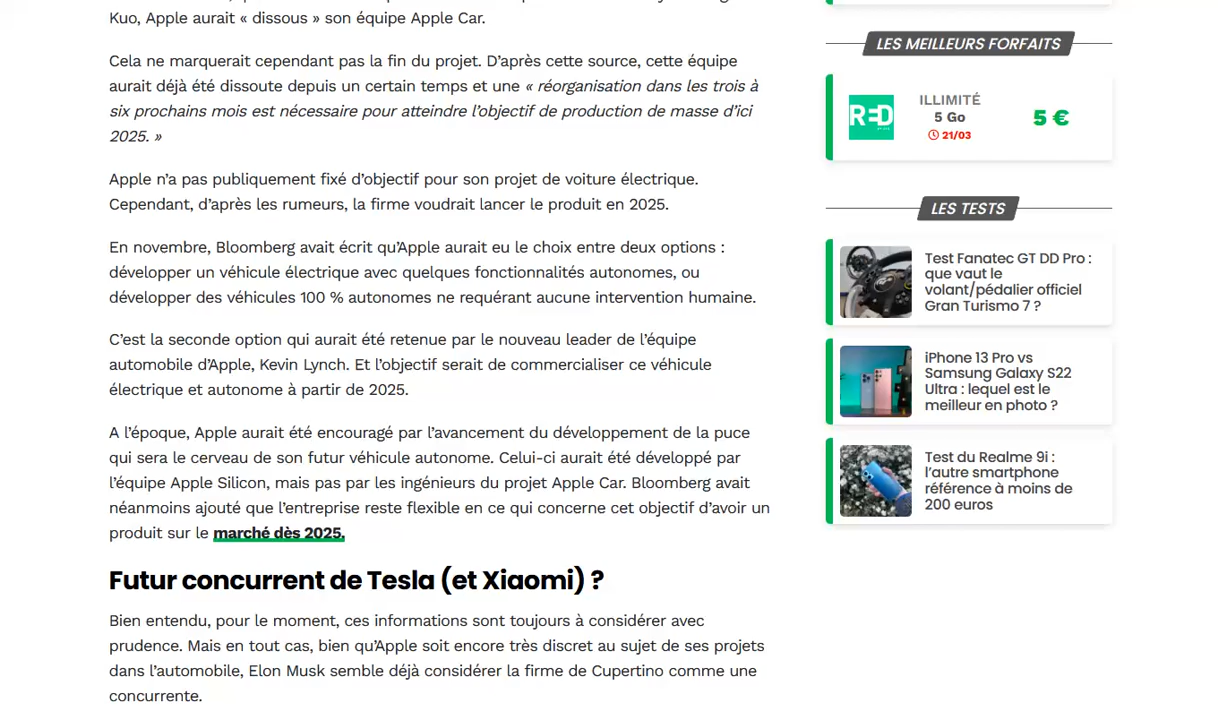 Kuo, Apple aurait « dissous » son équipe Apple Car.
Cela ne marquerait cependant pas la fin du projet. D’après cette source, cette équipe
aurait déjà été dissoute depuis un certain temps et une « réorganisation dans les trois à
six prochains mois est nécessaire pour atteindre l’objectif de production de masse d’ici
2025. »
Apple n’a pas publiquement fixé d’objectif pour son projet de voiture électrique.
Cependant, d’après les rumeurs, la firme voudrait lancer le produit en 2025.
En novembre, Bloomberg avait écrit qu’Apple aurait eu le choix entre deux options :
développer un véhicule électrique avec quelques fonctionnalités autonomes, ou
développer des véhicules 100 % autonomes ne requérant aucune intervention humaine.
C’est la seconde option qui aurait été retenue par le nouveau leader de l’équipe
automobile d’Apple, Kevin Lynch. Et l’objectif serait de commercialiser ce véhicule
électrique et autonome à partir de 2025.
A l’époque, Apple aurait été encouragé par l’avancement du développement de la puce
qui sera le cerveau de son futur véhicule autonome. Celui-ci aurait été développé par
l’équipe Apple Silicon, mais pas par les ingénieurs du projet Apple Car. Bloomberg avait
néanmoins ajouté que l’entreprise reste flexible en ce qui concerne cet objectif d’avoir un
produit sur le marché dès 2025.
Futur concurrent de Tesla (et Xiaomi) ?
Bien entendu, pour le moment, ces informations sont toujours à considérer avec
prudence. Mais en tout cas, bien qu’Apple soit encore très discret au sujet de ses projets
dans l’automobile, Elon Musk semble déjà considérer la firme de Cupertino comme une
concurrente.
LES MEILLEURS FORFAITS
RED
ILLIMITÉ
5 Go
21/03
5 €
LES TESTS
Test Fanatec GT DD Pro :
que vaut le
volant/pédalier officiel
Gran Turismo 7 ?
iPhone 13 Pro vs
Samsung Galaxy S22
Ultra : lequel est le
meilleur en photo ?
Test du Realme 9i :
l’autre smartphone
référence à moins de
200 euros